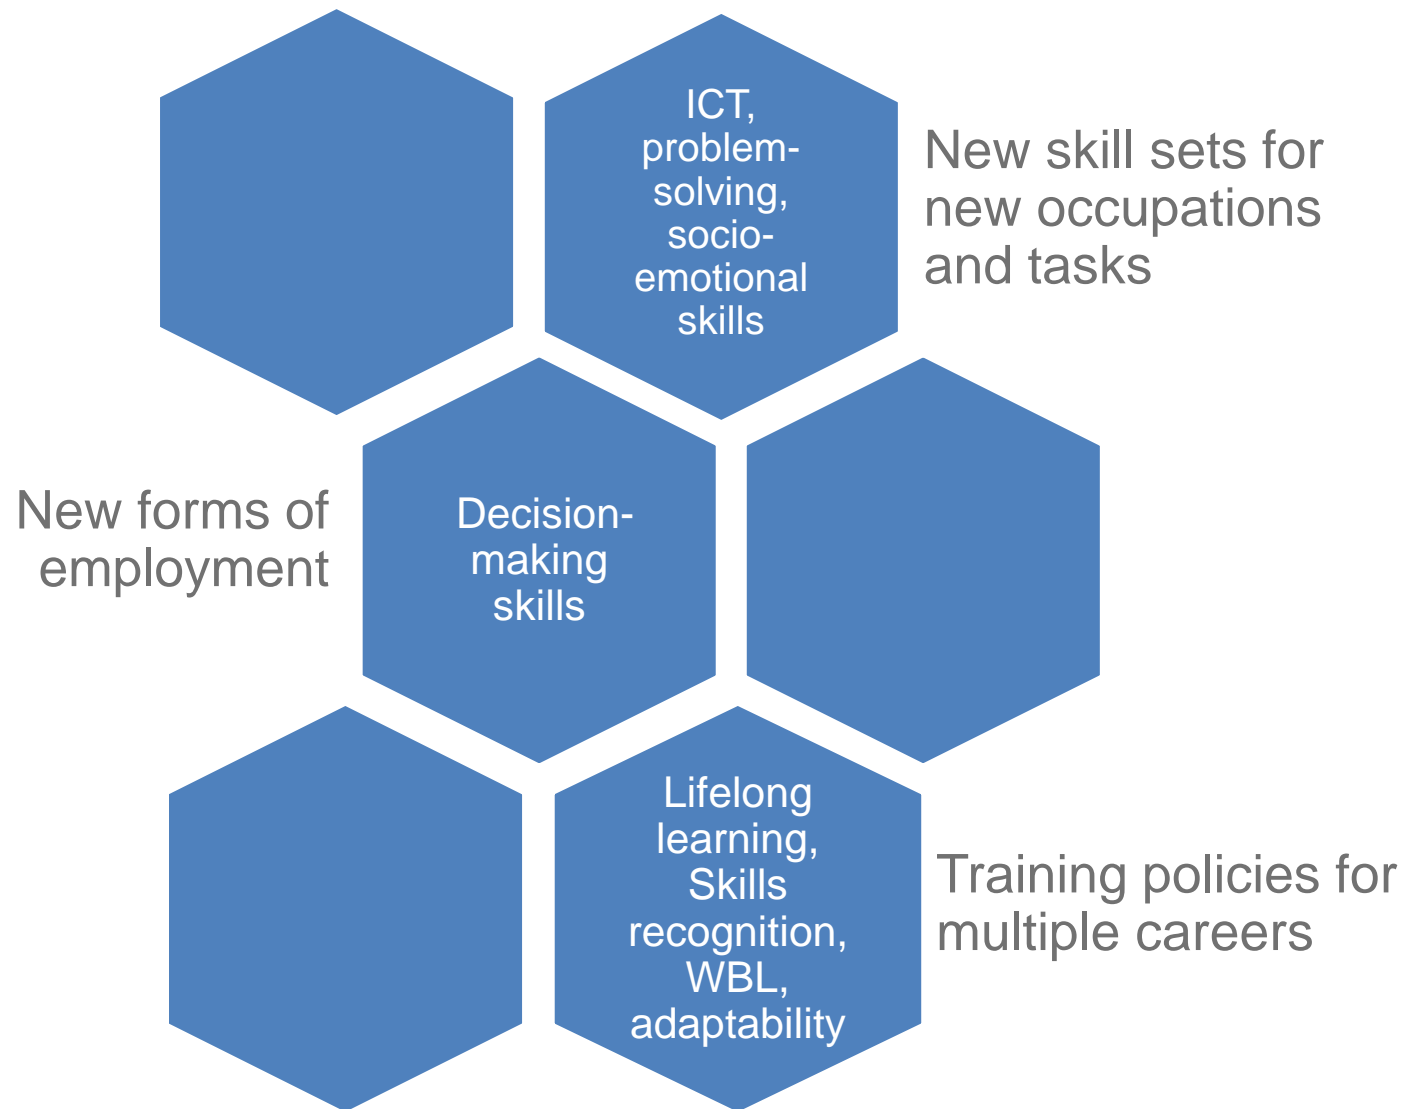 ICT,
problem-
solving,
socio-
emotional
skills
New skill sets for
new occupations
and tasks
New forms of
employment
Decision-
making
skills
Lifelong
learning,
Skills
recognition,
WBL,
adaptability
Training policies for
multiple careers